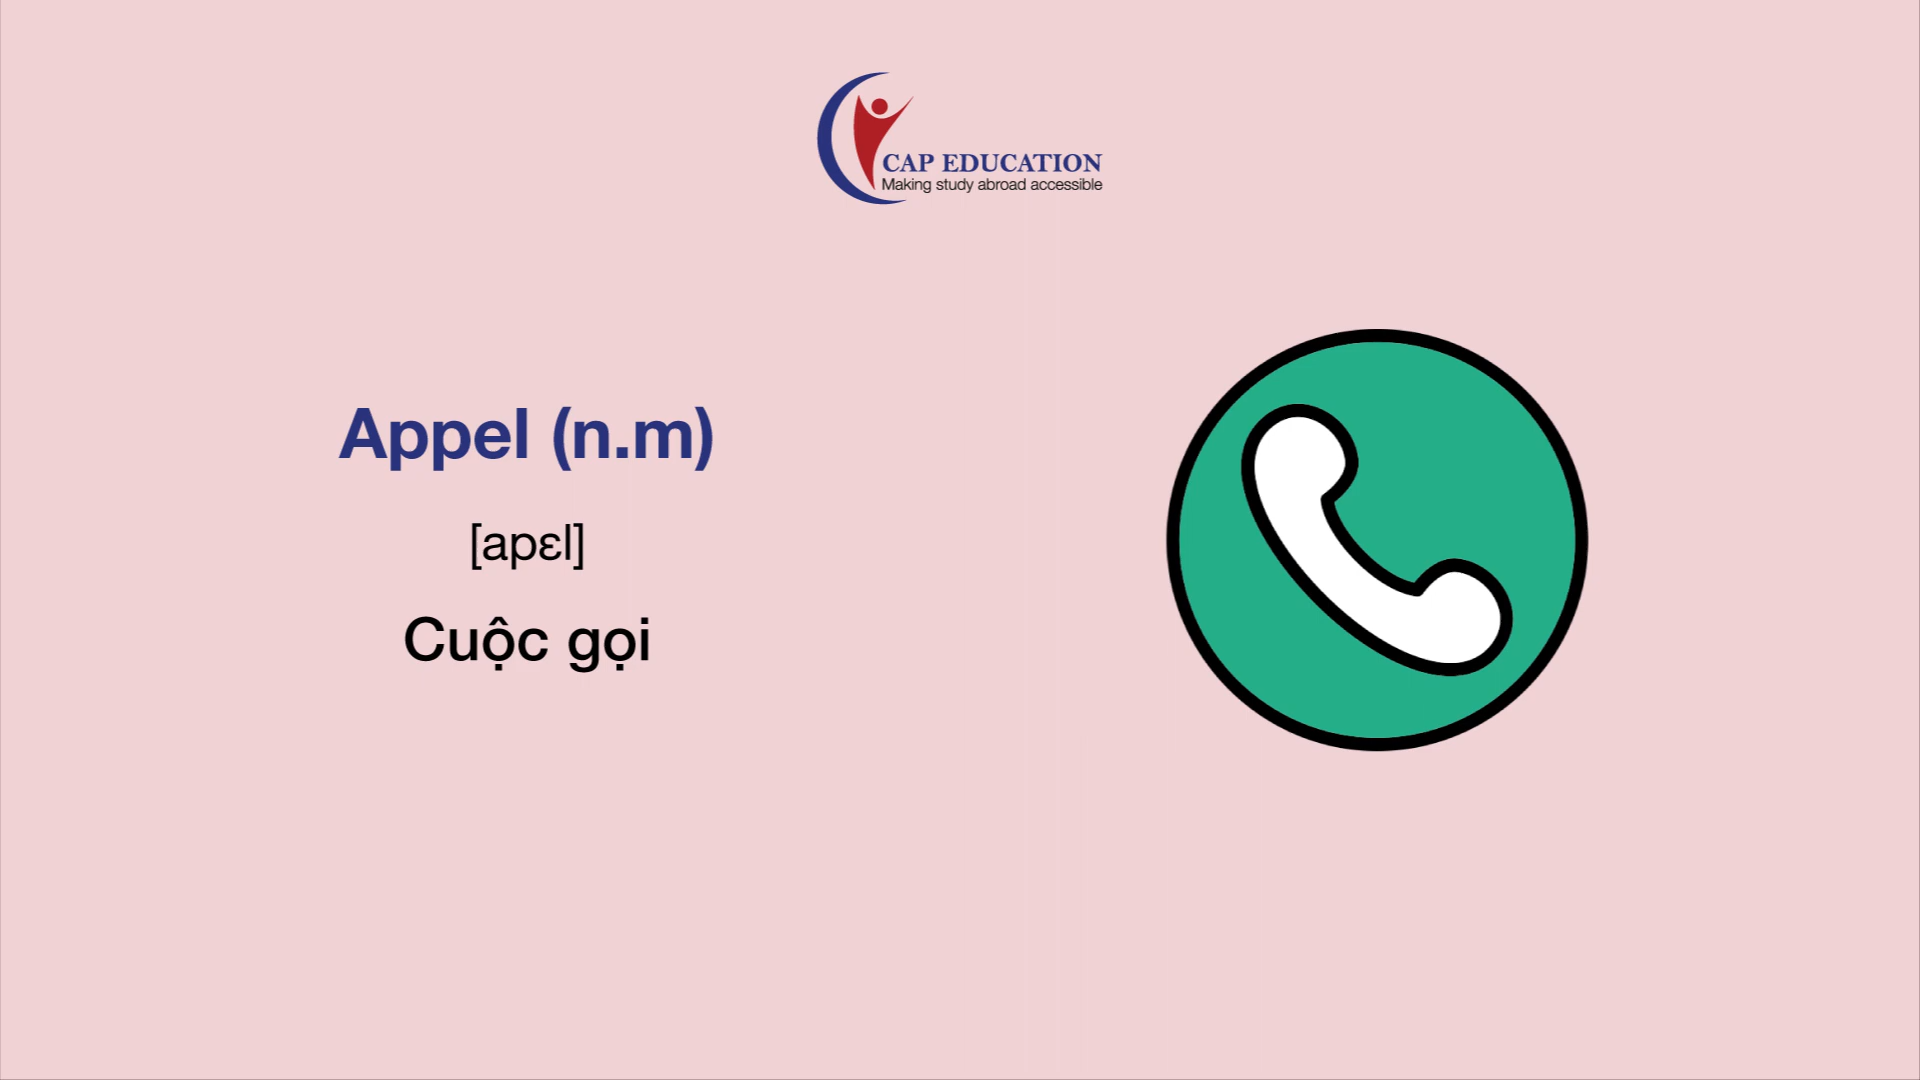 CAP EDUCATION
Making study abroad accessible
Appel (n.m)
[apɛl]
Cuộc gọi